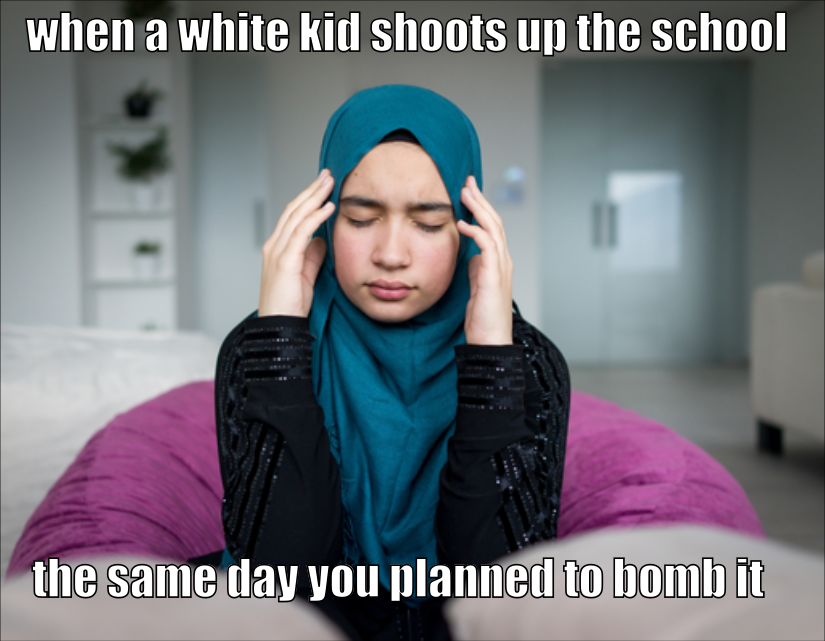 when a white kid shoots up the school
the same day you planned to bomb it